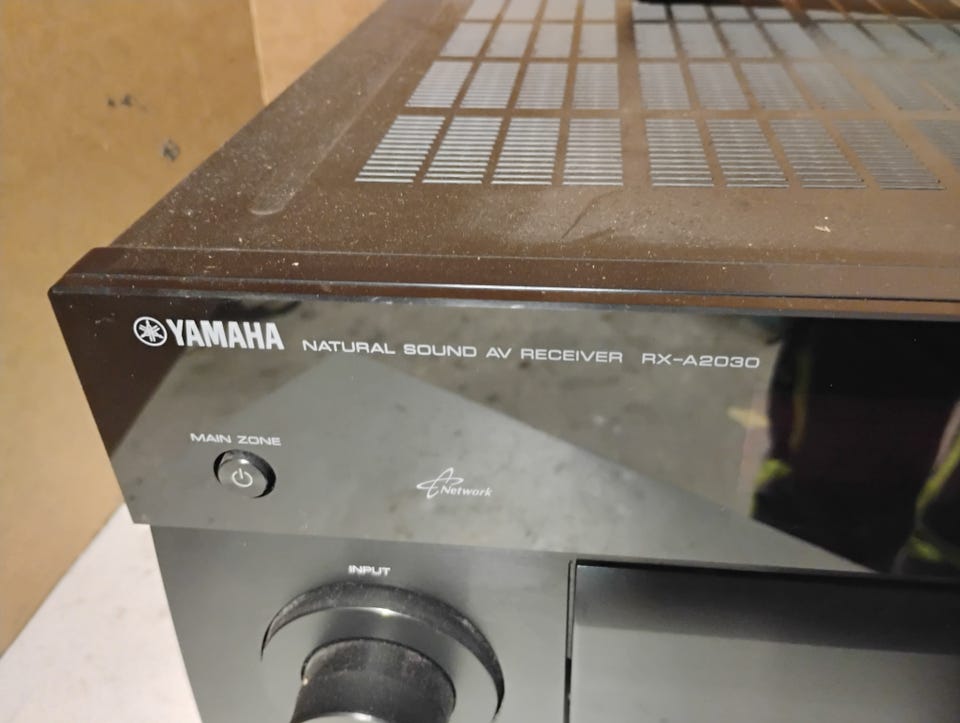 YAMAHA NATURAL SOUND AV RECEIVER RX-A2030
MAIN ZONE
Network
INPUT